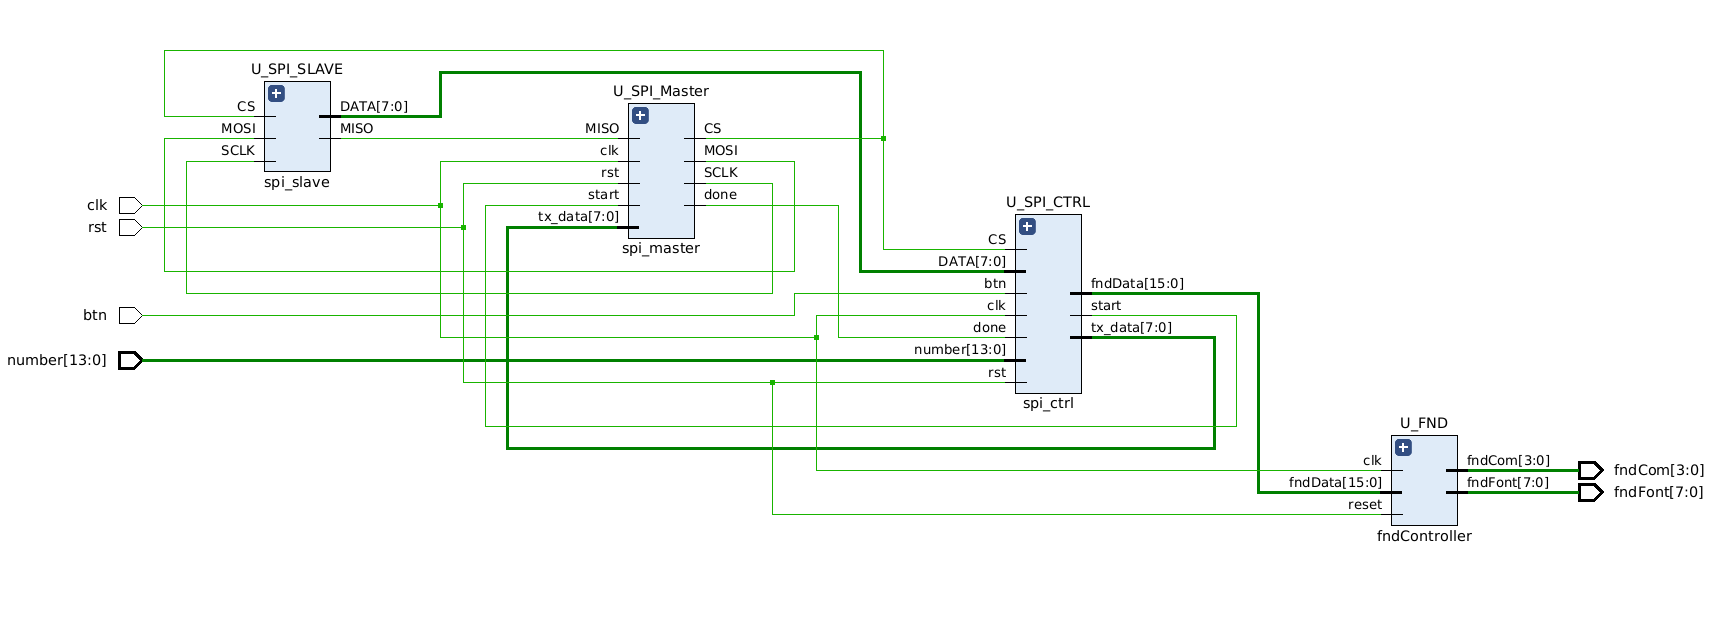 U_SPI_SLAVE
CS
MOSI
SCLK
DATA[7:0]
MISO
spi_slave
U_SPI_Master
MISO
clk
rst
start
tx_data[7:0]
CS
MOSI
SCLK
done
spi_master
clk
rst
btn
number[13:0]
U_SPI_CTRL
CS
DATA[7:0]
btn
clk
done
number[13:0]
rst
fndData[15:0]
start
tx_data[7:0]
spi_ctrl
U_FND
clk
fndData[15:0]
reset
fndCom[3:0]
fndFont[7:0]
fndController
fndCom[3:0]
fndFont[7:0]